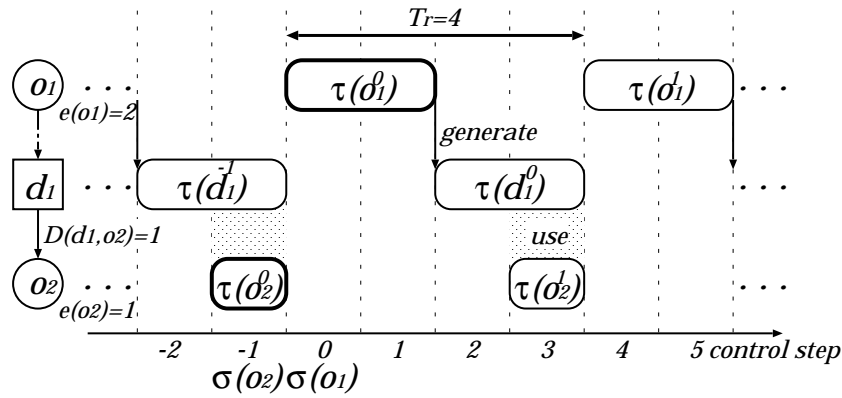 Tr=4
o1 · · · τ(o1^0) τ(o1^1) · · ·
e(o1)=2 generate
d1 · · · τ(d1^-1) τ(d1^0) · · ·
D(d1,o2)=1 use
o2 · · · τ(o2^0) τ(o2^1) · · ·
e(o2)=1
-2 -1 0 1 2 3 4 5 control step
σ(o2) σ(o1)